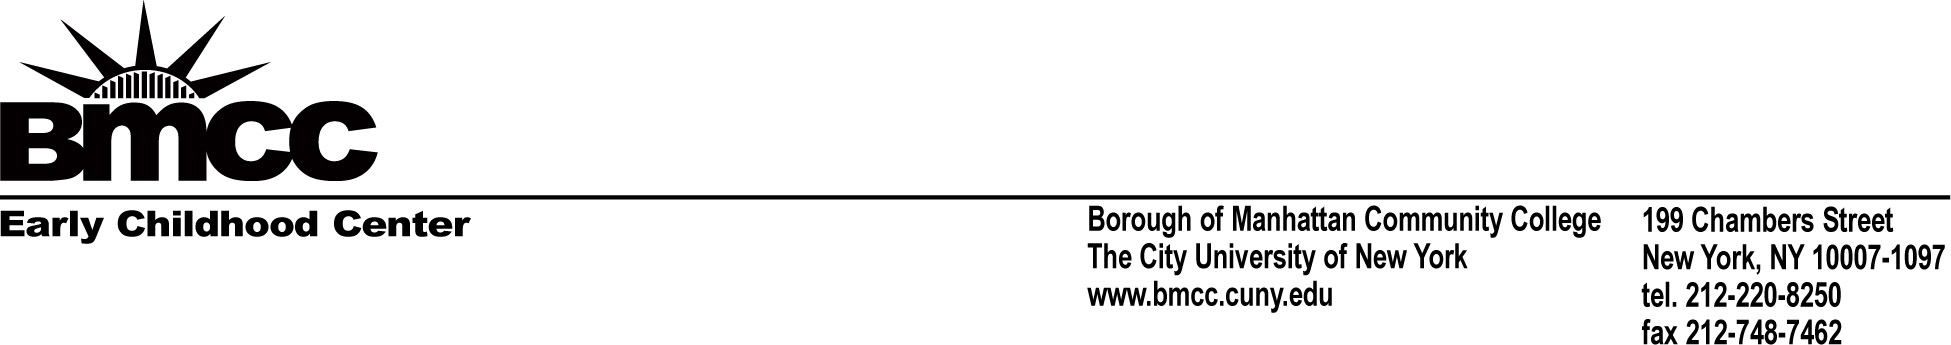 BMCC
Early Childhood Center
Borough of Manhattan Community College
The City University of New York
www.bmcc.cuny.edu
199 Chambers Street
New York, NY 10007-1097
tel. 212-220-8250
fax 212-748-7462